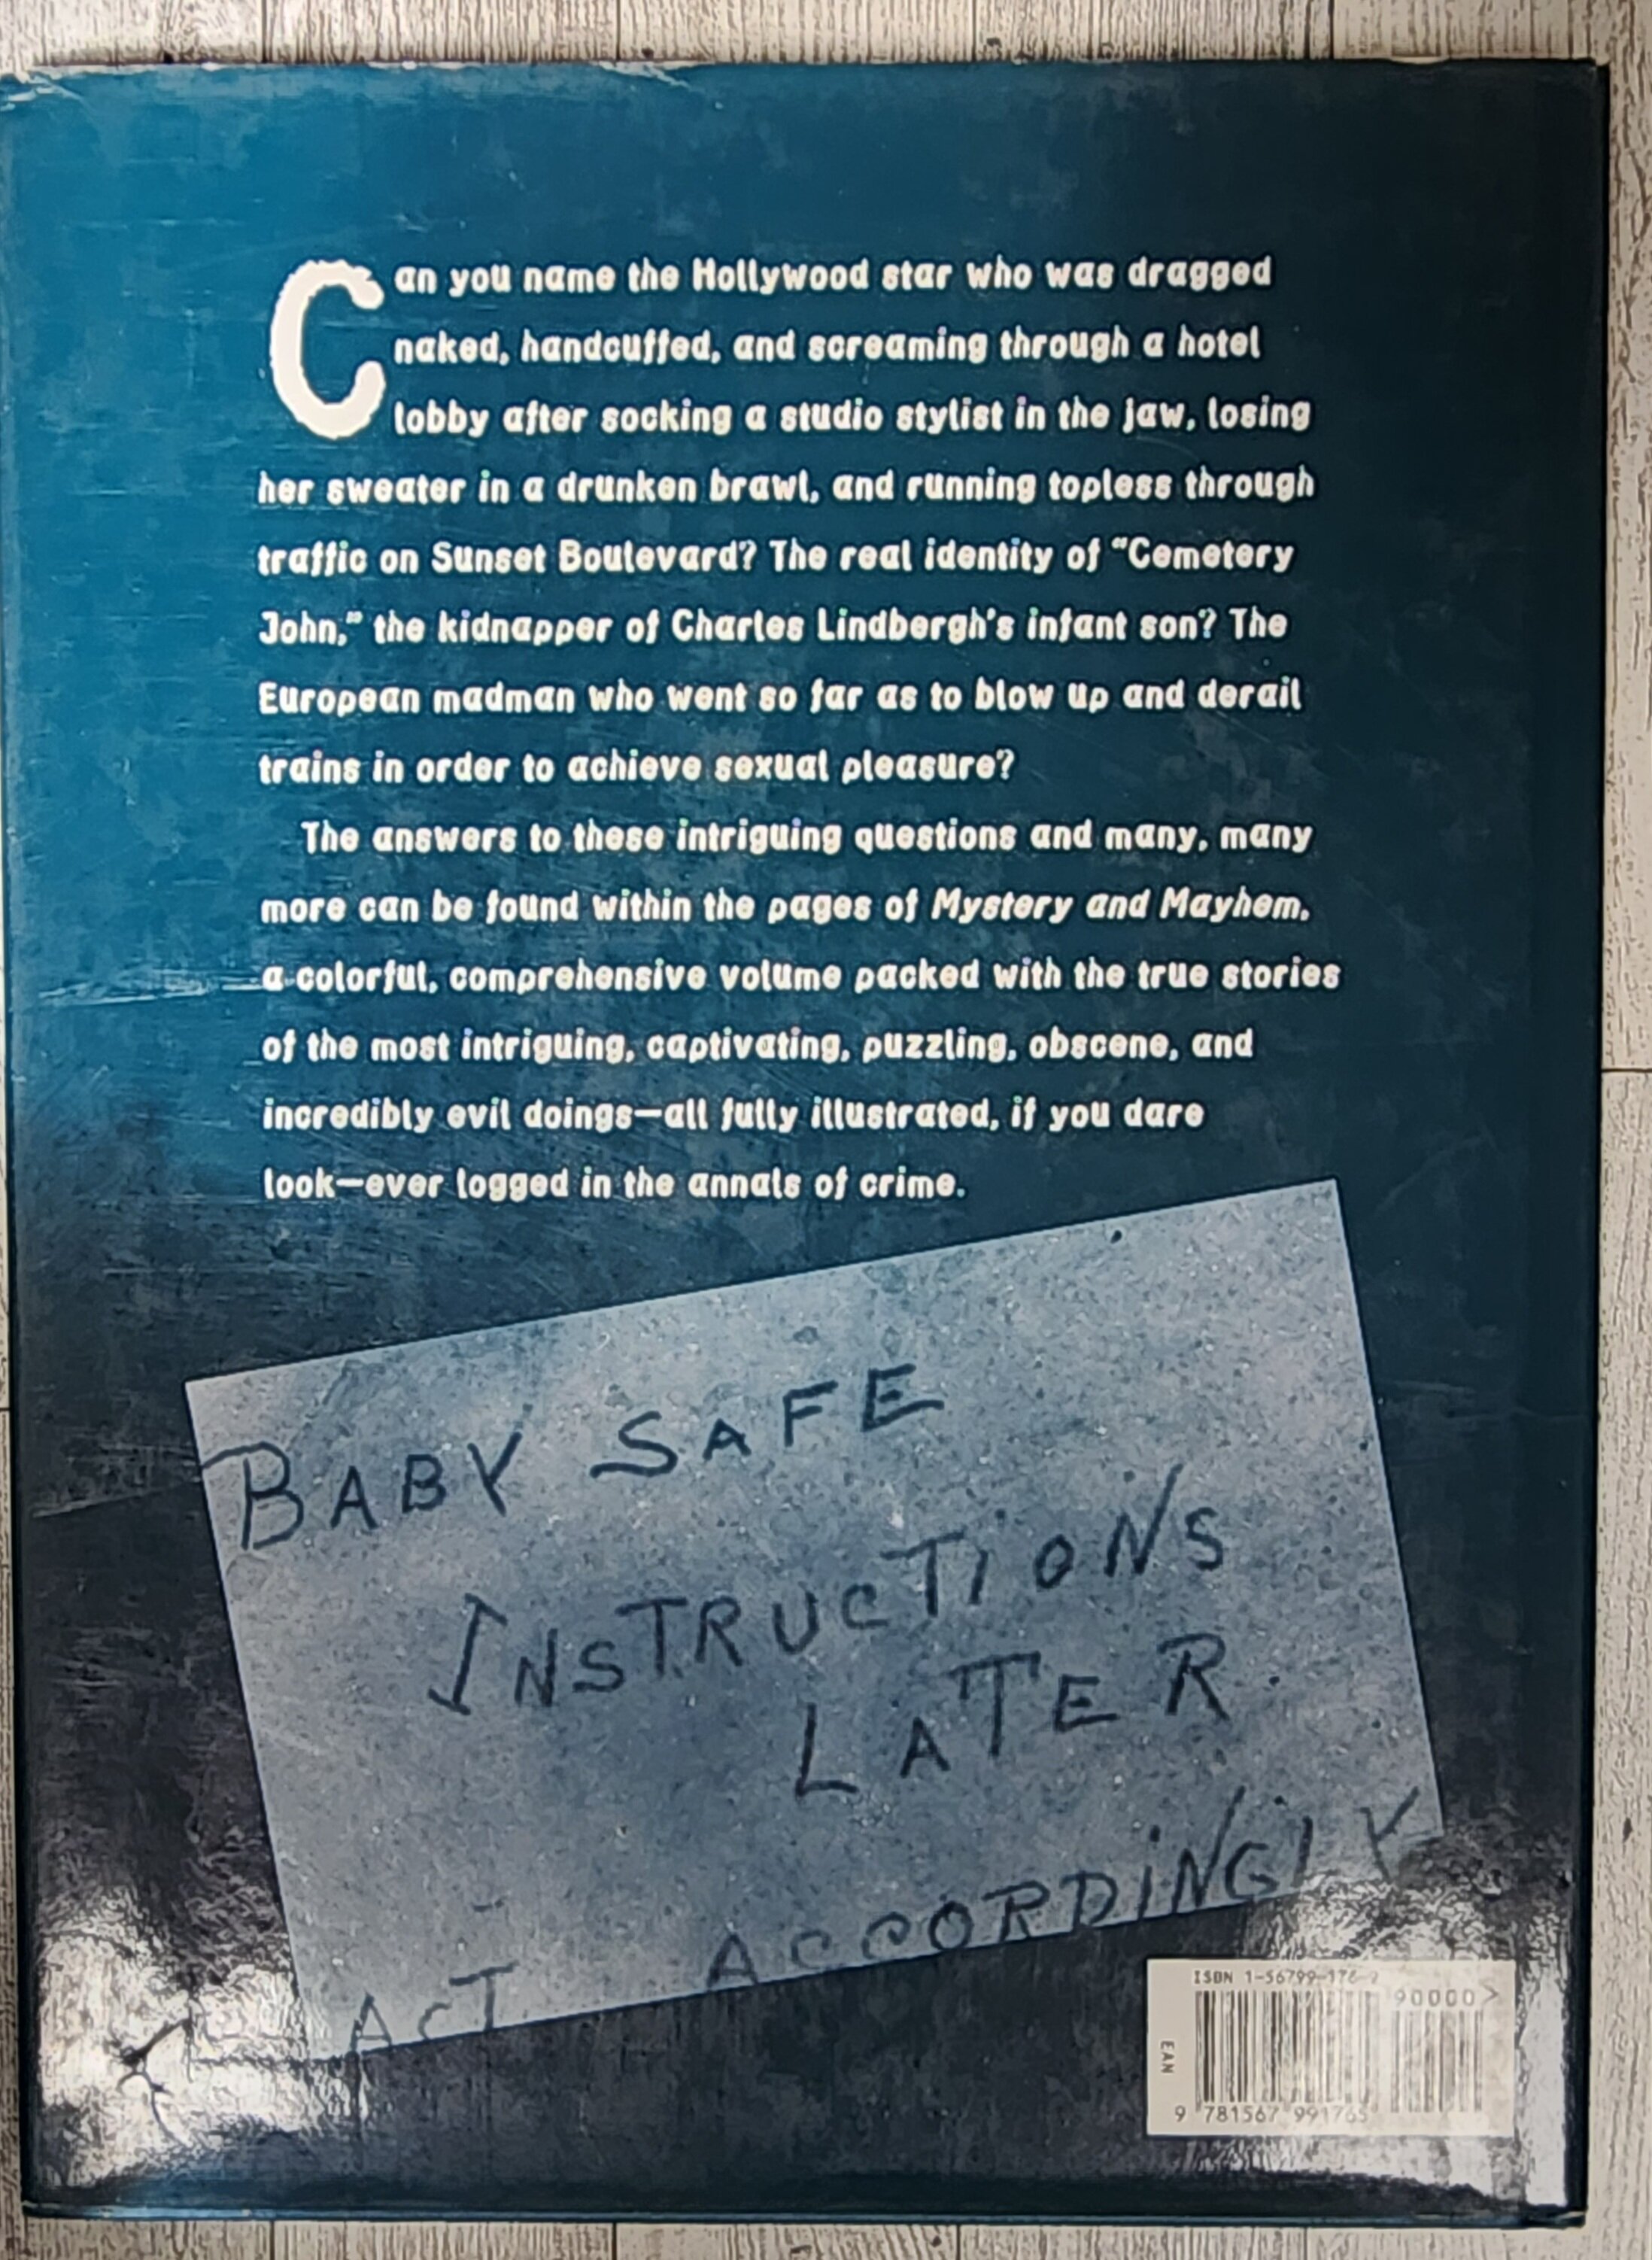 Can you name the Hollywood star who was dragged
naked, handcuffed, and screaming through a hotel
lobby after socking a studio stylist in the jaw, losing
her sweater in a drunken brawl, and running topless through
traffic on Sunset Boulevard? The real identity of "Cemetery
John," the kidnapper of Charles Lindbergh's infant son? The
European madman who went so far as to blow up and derail
trains in order to achieve sexual pleasure?
The answers to these intriguing questions and many, many
more can be found within the pages of Mystery and Mayhem,
a colorful, comprehensive volume packed with the true stories
of the most intriguing, captivating, puzzling, obscene, and
incredibly evil doings—all fully illustrated, if you dare
look—ever logged in the annals of crime.
BABY SAFE
INSTRUCTIONS
LATER.
ACT ACCORDINGLY
ISBN
90000>
EAN
9 781567 991765